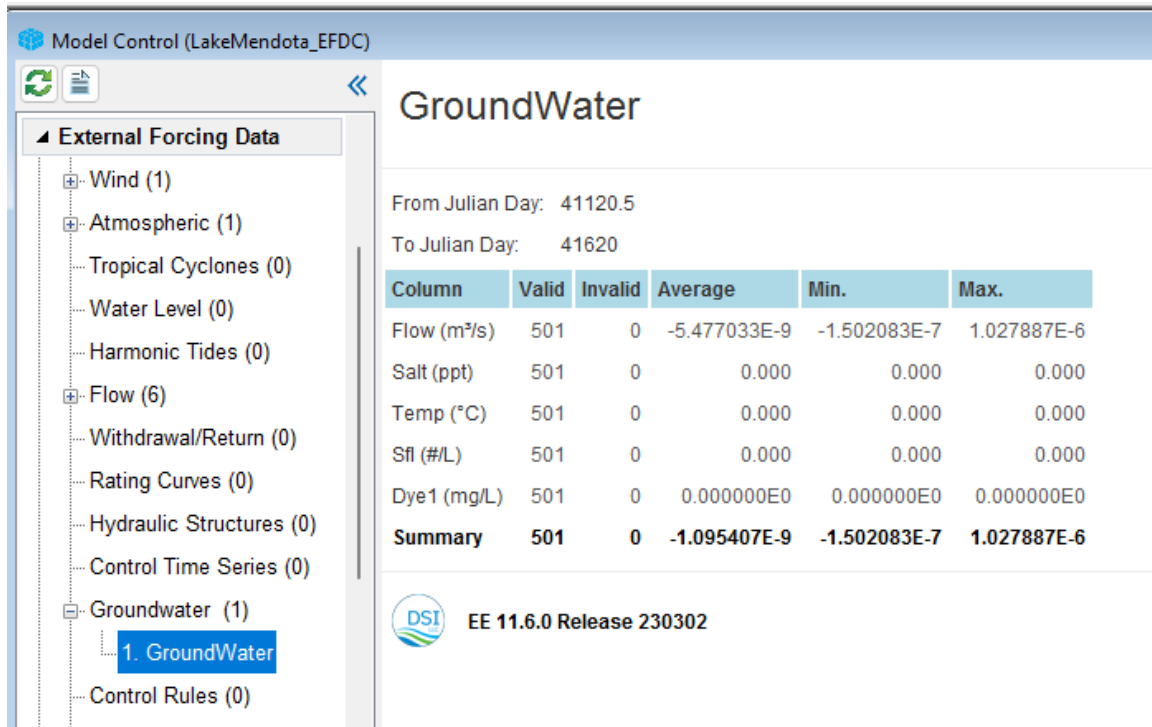 Model Control (LakeMendota_EFDC)
External Forcing Data
Wind (1)
Atmospheric (1)
Tropical Cyclones (0)
Water Level (0)
Harmonic Tides (0)
Flow (6)
Withdrawal/Return (0)
Rating Curves (0)
Hydraulic Structures (0)
Control Time Series (0)
Groundwater (1)
1. GroundWater
Control Rules (0)
GroundWater
From Julian Day: 41120.5
To Julian Day: 41620
Column Valid Invalid Average Min. Max.
Flow (m³/s) 501 0 -5.477033E-9 -1.502083E-7 1.027887E-6
Salt (ppt) 501 0 0.000 0.000 0.000
Temp (°C) 501 0 0.000 0.000 0.000
Sfl (#/L) 501 0 0.000 0.000 0.000
Dye1 (mg/L) 501 0 0.000000E0 0.000000E0 0.000000E0
Summary 501 0 -1.095407E-9 -1.502083E-7 1.027887E-6
DSI
EE 11.6.0 Release 230302